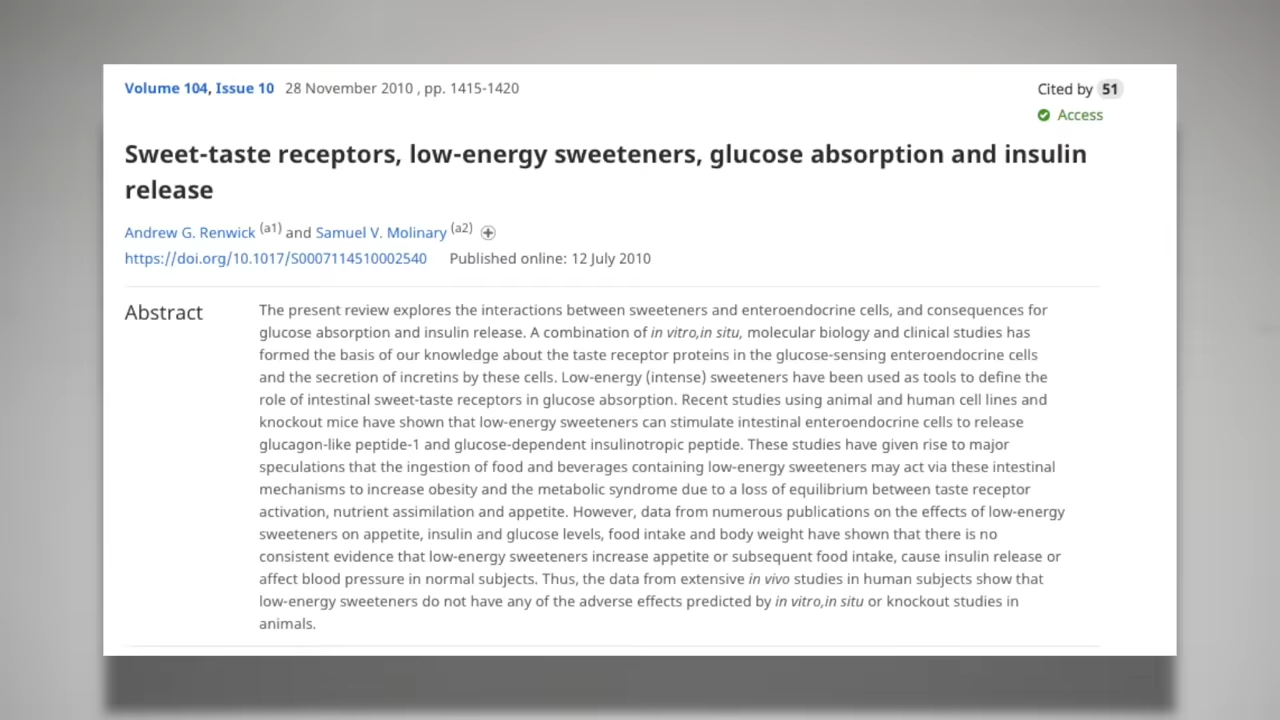 Volume 104, Issue 10 28 November 2010 , pp. 1415-1420
Cited by 51
Access
Sweet-taste receptors, low-energy sweeteners, glucose absorption and insulin
release
Andrew G. Renwick (a1) and Samuel V. Molinary (a2)
https://doi.org/10.1017/S0007114510002540 Published online: 12 July 2010
Abstract
The present review explores the interactions between sweeteners and enteroendocrine cells, and consequences for
glucose absorption and insulin release. A combination of in vitro,in situ, molecular biology and clinical studies has
formed the basis of our knowledge about the taste receptor proteins in the glucose-sensing enteroendocrine cells
and the secretion of incretins by these cells. Low-energy (intense) sweeteners have been used as tools to define the
role of intestinal sweet-taste receptors in glucose absorption. Recent studies using animal and human cell lines and
knockout mice have shown that low-energy sweeteners can stimulate intestinal enteroendocrine cells to release
glucagon-like peptide-1 and glucose-dependent insulinotropic peptide. These studies have given rise to major
speculations that the ingestion of food and beverages containing low-energy sweeteners may act via these intestinal
mechanisms to increase obesity and the metabolic syndrome due to a loss of equilibrium between taste receptor
activation, nutrient assimilation and appetite. However, data from numerous publications on the effects of low-energy
sweeteners on appetite, insulin and glucose levels, food intake and body weight have shown that there is no
consistent evidence that low-energy sweeteners increase appetite or subsequent food intake, cause insulin release or
affect blood pressure in normal subjects. Thus, the data from extensive in vivo studies in human subjects show that
low-energy sweeteners do not have any of the adverse effects predicted by in vitro,in situ or knockout studies in
animals.